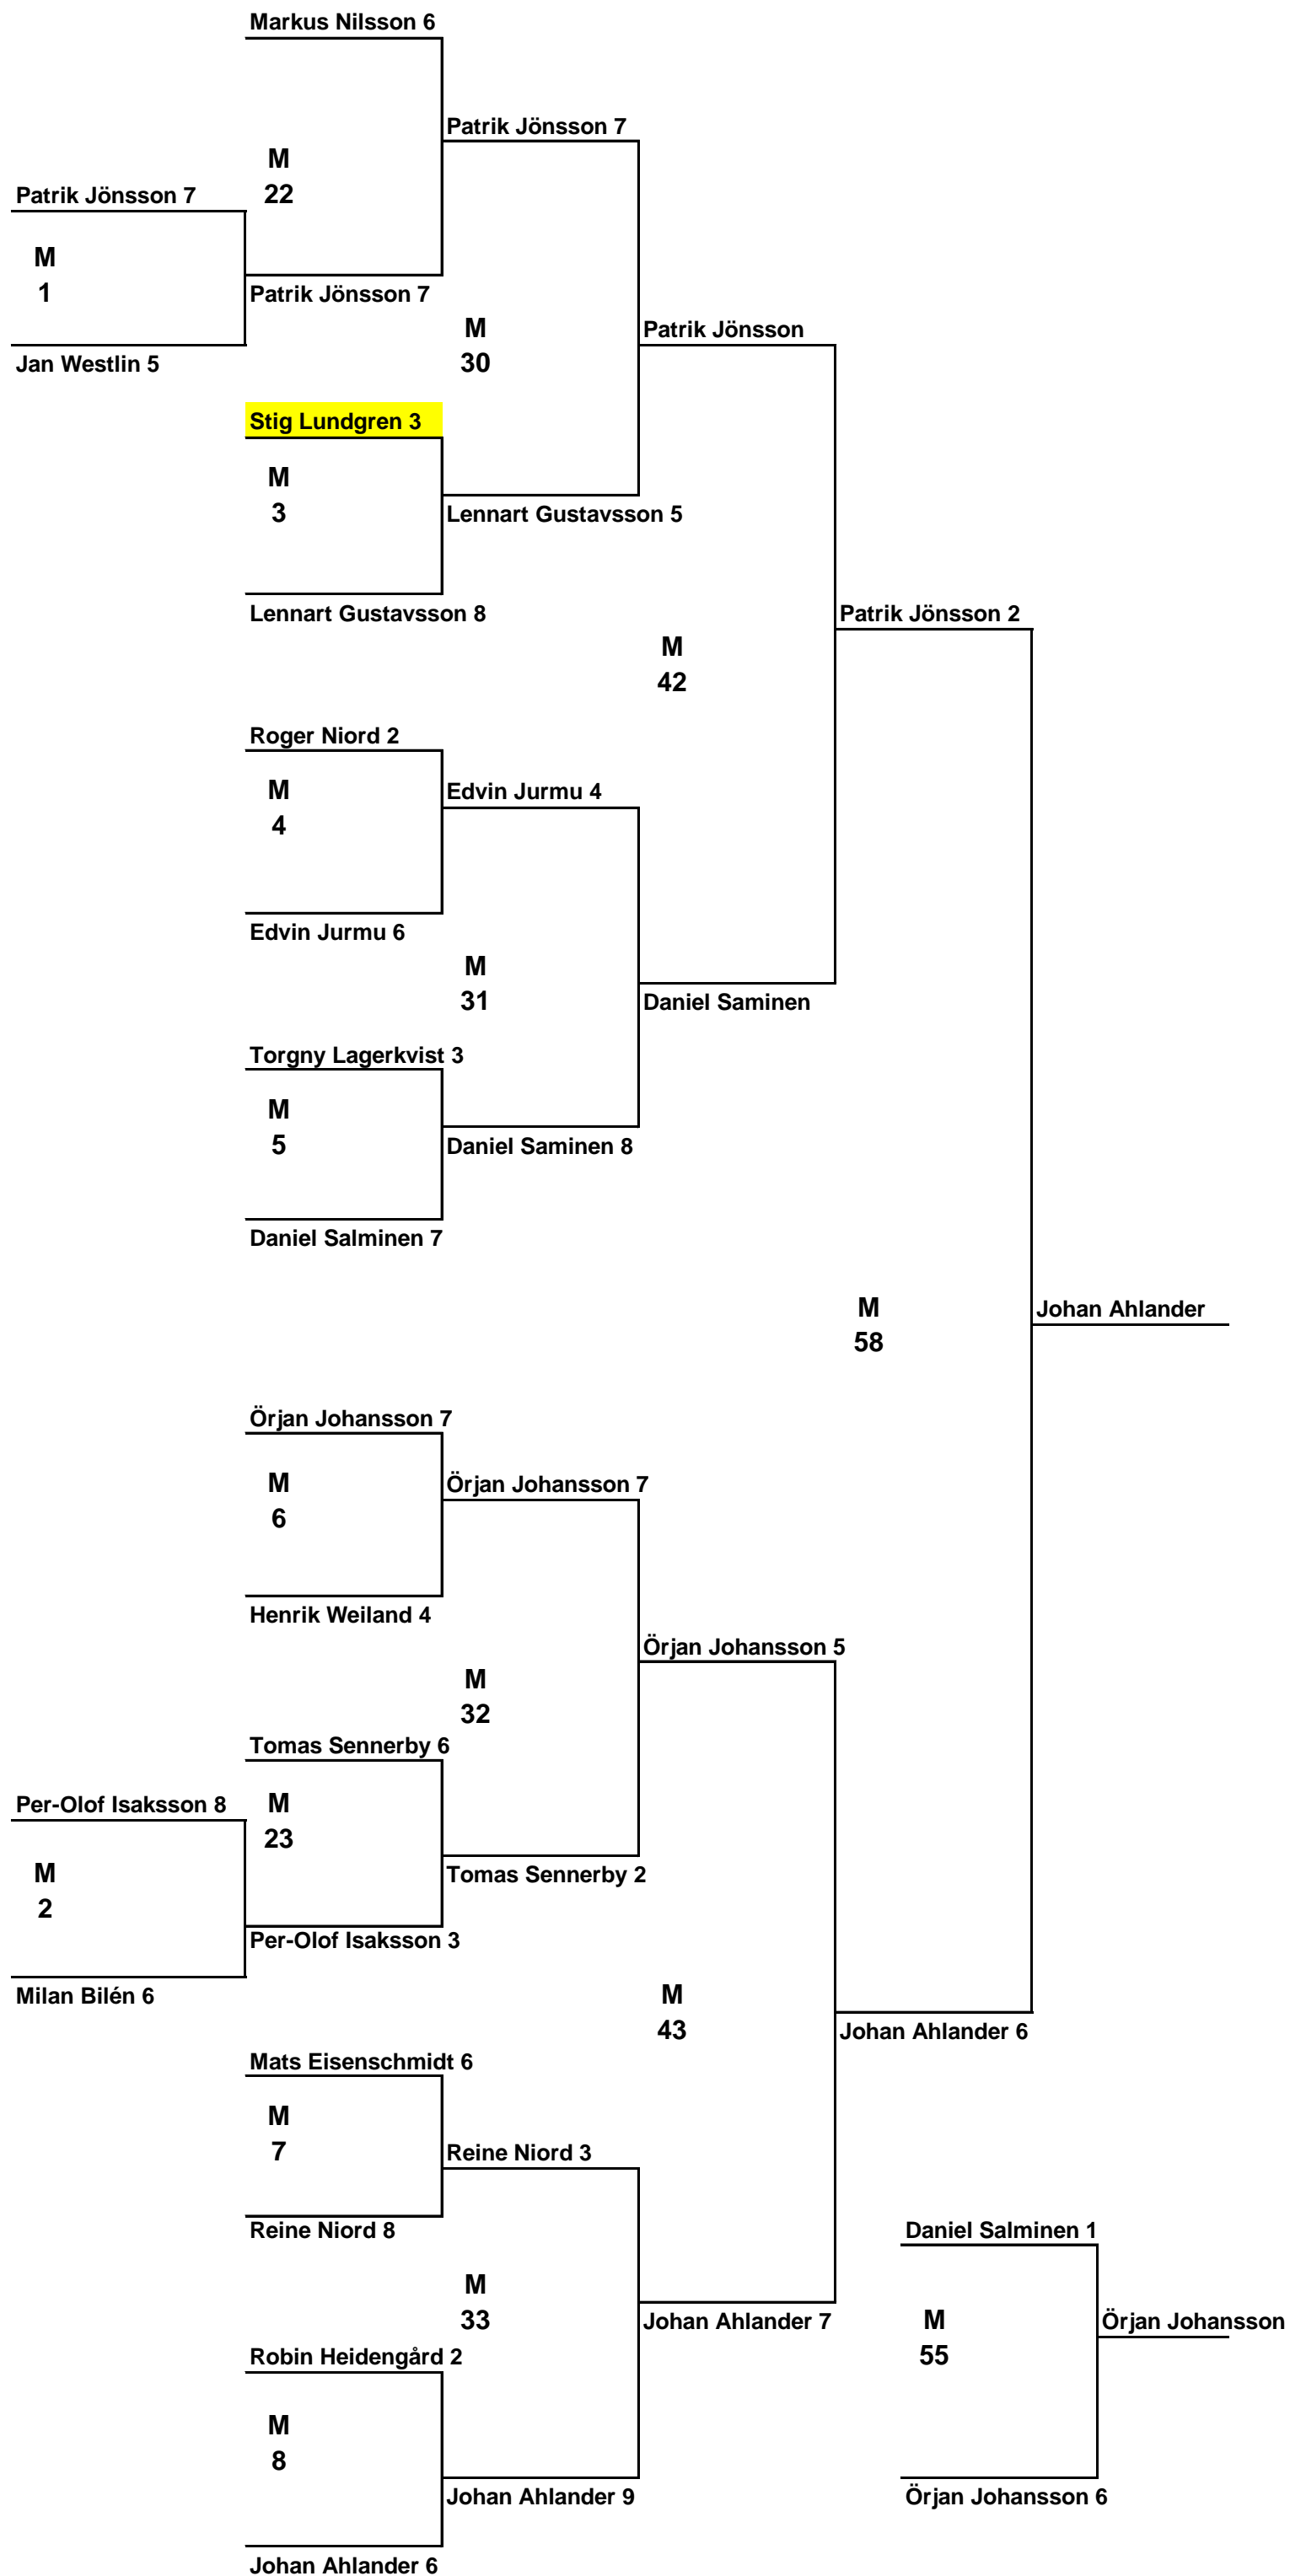 Markus Nilsson 6
Patrik Jönsson 7
M
22
Patrik Jönsson 7
M
1
Patrik Jönsson 7
M
30
Patrik Jönsson
Jan Westlin 5
Stig Lundgren 3
M
3
Lennart Gustavsson 5
Lennart Gustavsson 8
Patrik Jönsson 2
M
42
Roger Niord 2
M
4
Edvin Jurmu 4
Edvin Jurmu 6
M
31
Daniel Saminen
Torgny Lagerkvist 3
M
5
Daniel Saminen 8
Daniel Salminen 7
M
58
Johan Ahlander
Örjan Johansson 7
M
6
Örjan Johansson 7
Henrik Weiland 4
Örjan Johansson 5
M
32
Tomas Sennerby 6
Per-Olof Isaksson 8
M
23
M
2
Tomas Sennerby 2
Per-Olof Isaksson 3
Milan Bilén 6
M
43
Johan Ahlander 6
Mats Eisenschmidt 6
M
7
Reine Niord 3
Reine Niord 8
Daniel Salminen 1
M
33
Johan Ahlander 7
M
55
Örjan Johansson
Robin Heidengård 2
M
8
Johan Ahlander 9
Örjan Johansson 6
Johan Ahlander 6